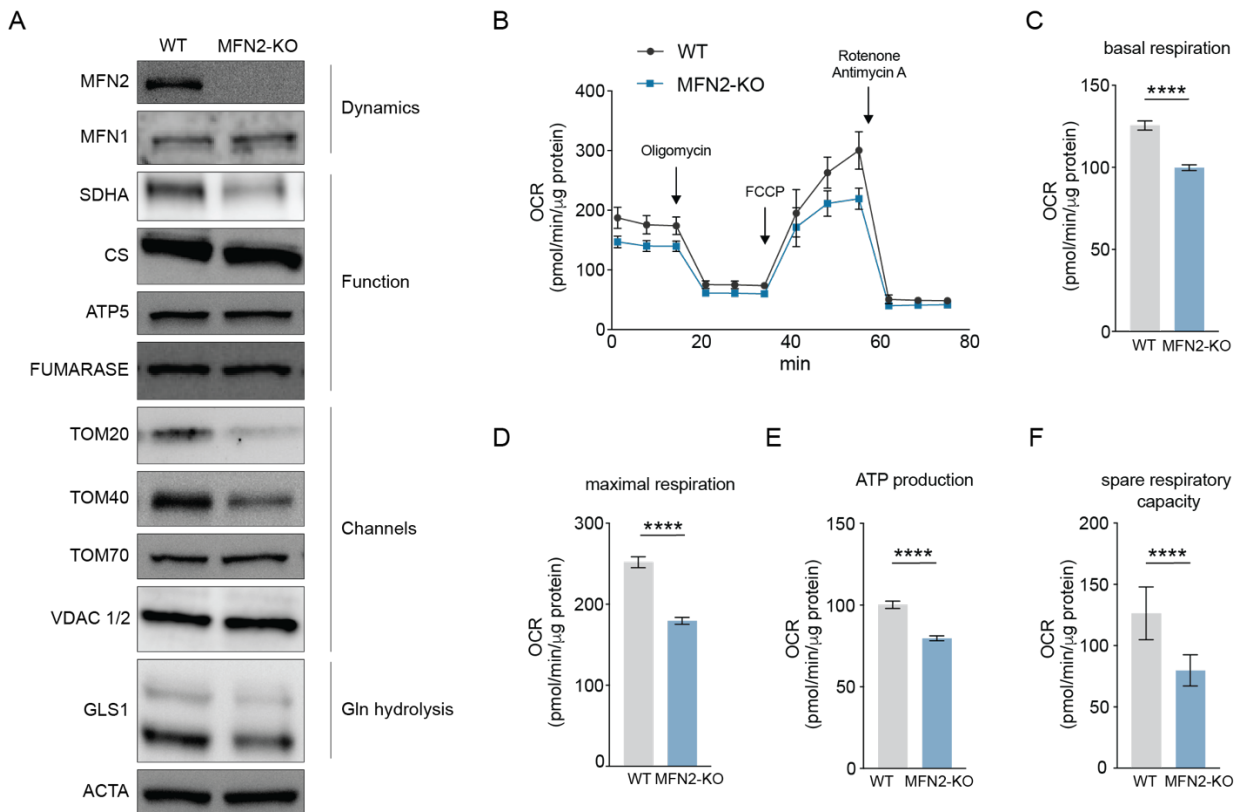 A
WT MFN2-KO
MFN2
MFN1
Dynamics
SDHA
CS
ATP5
FUMARASE
Function
TOM20
TOM40
TOM70
VDAC 1/2
Channels
GLS1
Gln hydrolysis
ACTA
B
WT
MFN2-KO
Oligomycin
FCCP
Rotenone
Antimycin A
OCR
(pmol/min/μg protein)
400
300
200
100
0
0 20 40 60 80
min
C
basal respiration
****
OCR
(pmol/min/μg protein)
150
100
50
0
WT MFN2-KO
D
maximal respiration
****
OCR
(pmol/min/μg protein)
300
200
100
0
WT MFN2-KO
E
ATP production
****
OCR
(pmol/min/μg protein)
150
100
50
0
WT MFN2-KO
F
spare respiratory
capacity
****
OCR
(pmol/min/μg protein)
200
150
100
50
0
WT MFN2-KO